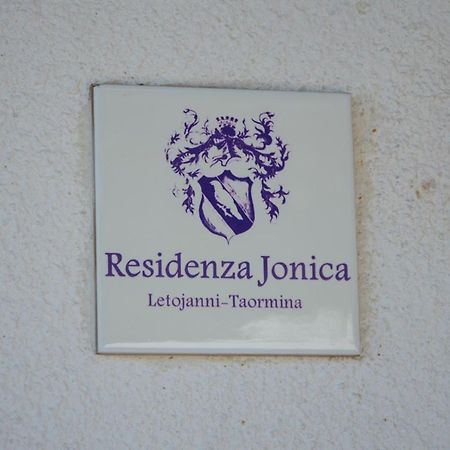 Residenza Jonica
Letojanni-Taormina